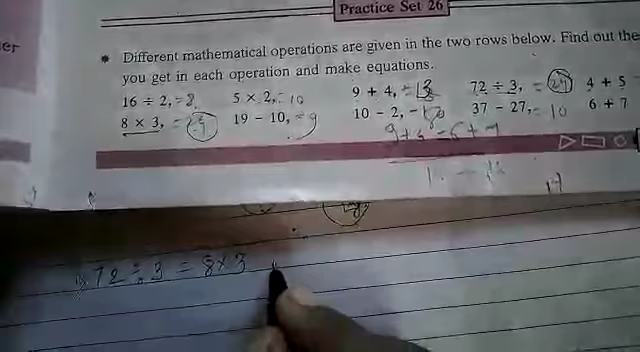 Practice Set 26
er
* Different mathematical operations are given in the two rows below. Find out the
you get in each operation and make equations.
16 ÷ 2, = 8 5 × 2, = 10 9 + 4, = 13 72 ÷ 3, = 24 4 + 5
8 × 3, = 24 19 - 10, = 9 10 - 2, 37 - 27, = 10 6 + 7
72 ÷ 3 = 8 × 3